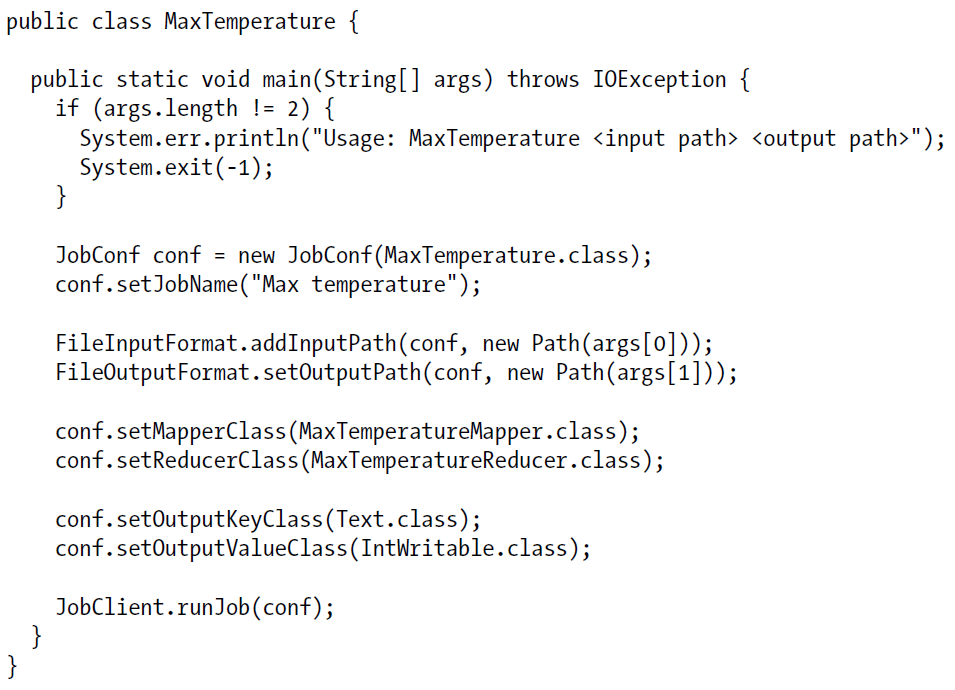 public class MaxTemperature {
public static void main(String[] args) throws IOException {
if (args.length != 2) {
System.err.println("Usage: MaxTemperature <input path> <output path>");
System.exit(-1);
}
JobConf conf = new JobConf(MaxTemperature.class);
conf.setJobName("Max temperature");
FileInputFormat.addInputPath(conf, new Path(args[0]));
FileOutputFormat.setOutputPath(conf, new Path(args[1]));
conf.setMapperClass(MaxTemperatureMapper.class);
conf.setReducerClass(MaxTemperatureReducer.class);
conf.setOutputKeyClass(Text.class);
conf.setOutputValueClass(IntWritable.class);
JobClient.runJob(conf);
}
}